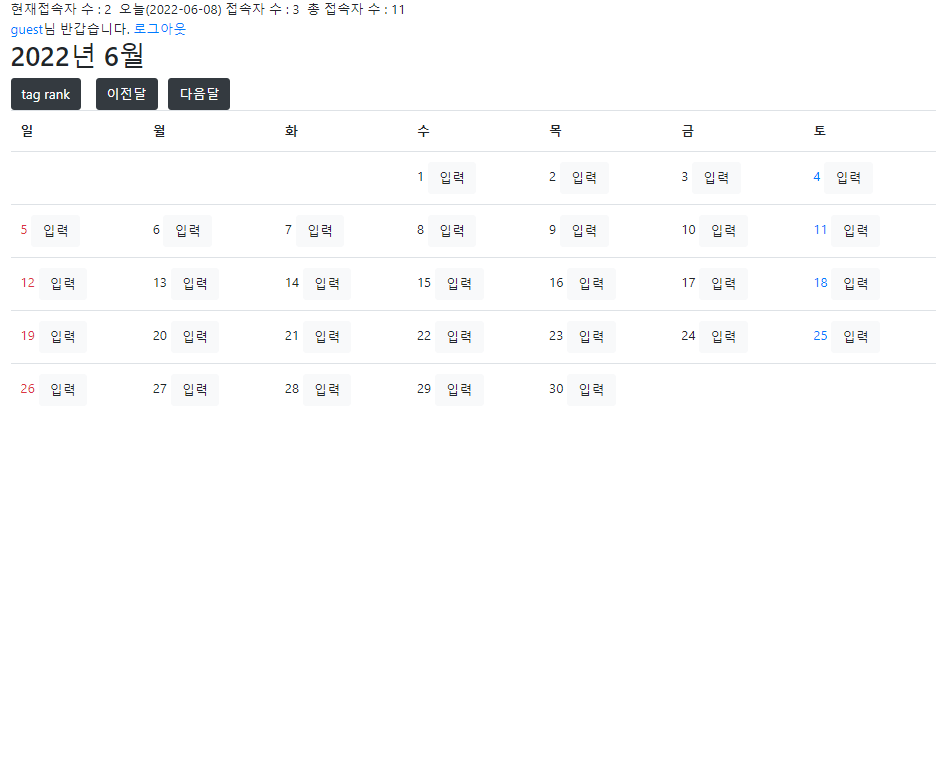 현재접속자 수 : 2 오늘(2022-06-08) 접속자 수 : 3 총 접속자 수 : 11
guest님 반갑습니다. 로그아웃
2022년 6월
tag rank 이전달 다음달
일 월 화 수 목 금 토
1 입력 2 입력 3 입력 4 입력
5 입력 6 입력 7 입력 8 입력 9 입력 10 입력 11 입력
12 입력 13 입력 14 입력 15 입력 16 입력 17 입력 18 입력
19 입력 20 입력 21 입력 22 입력 23 입력 24 입력 25 입력
26 입력 27 입력 28 입력 29 입력 30 입력